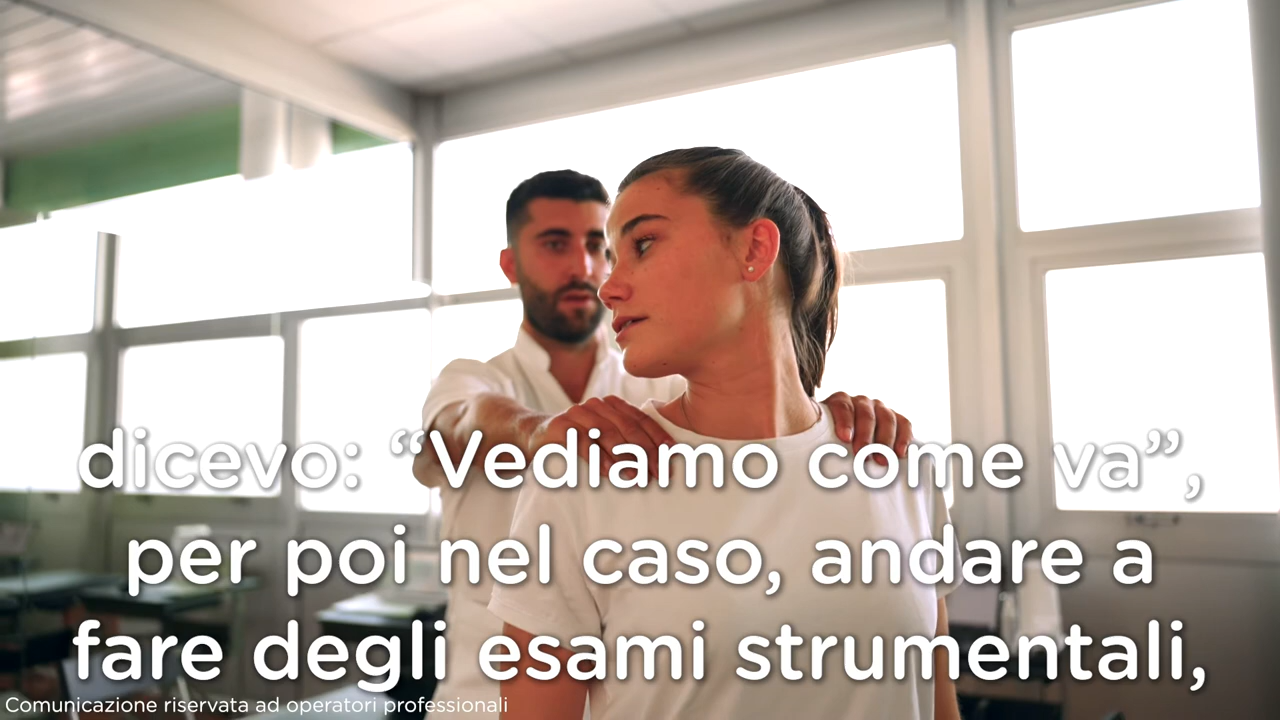 dicevo: “Vediamo come va”,
per poi nel caso, andare a
fare degli esami strumentali,
Comunicazione riservata ad operatori professionali